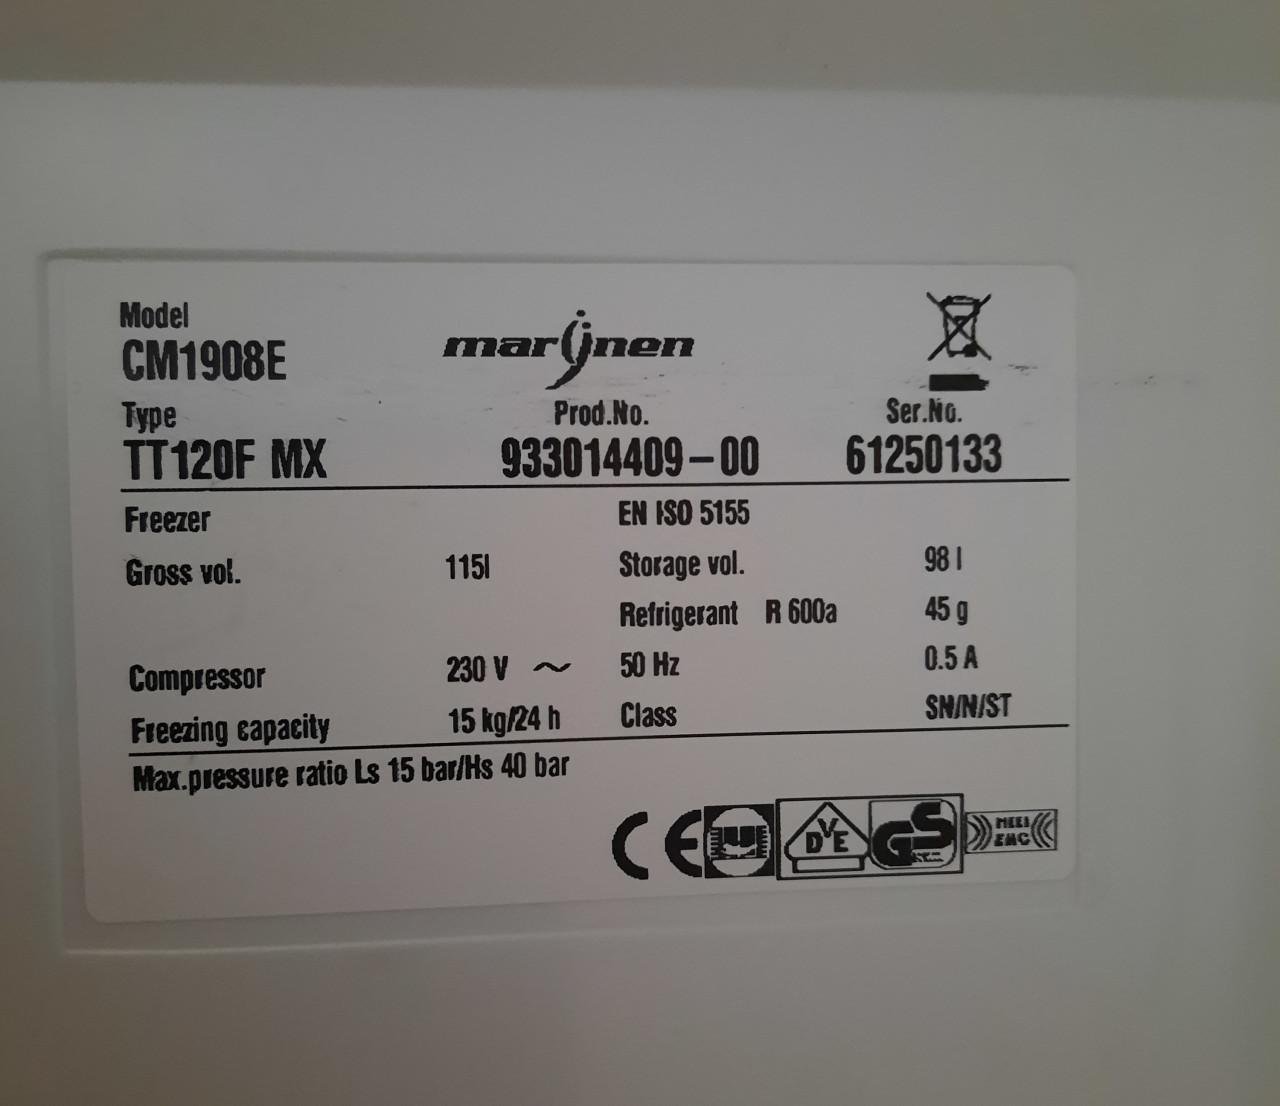 Model
CM1908E
marijnen
Type Prod.No. Ser.No.
TT120F MX 933014409-00 61250133
Freezer EN ISO 5155
Gross vol. 115l Storage vol. 98 l
Refrigerant R 600a 45 g
Compressor 230 V ~ 50 Hz 0.5 A
Freezing capacity 15 kg/24 h Class SN/N/ST
Max.pressure ratio Ls 15 bar/Hs 40 bar
CE DVE GS EMC